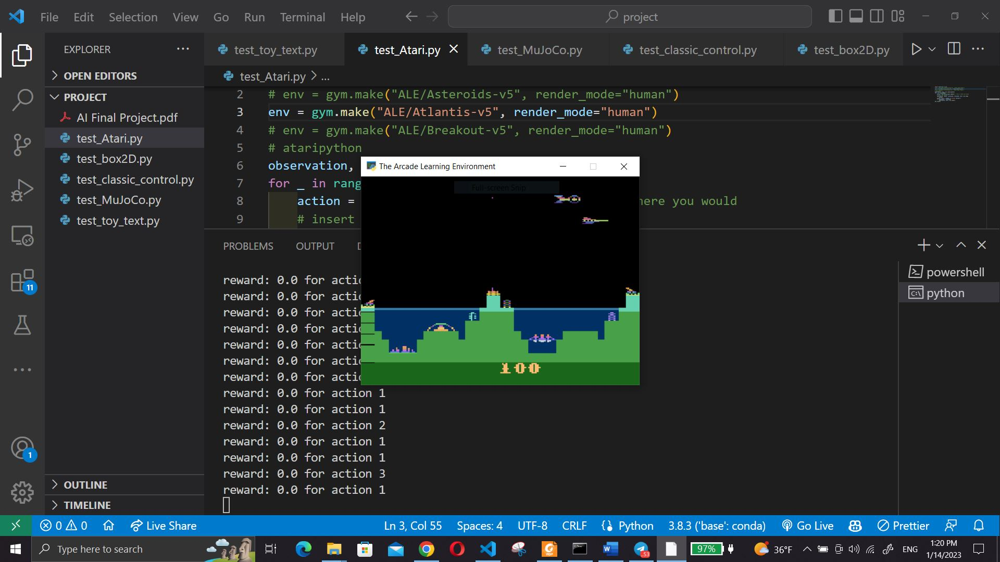 File Edit Selection View Go Run Terminal Help
project
EXPLORER
test_toy_text.py
test_Atari.py
test_MuJoCo.py
test_classic_control.py
test_box2D.py
OPEN EDITORS
PROJECT
AI Final Project.pdf
test_Atari.py
test_box2D.py
test_classic_control.py
test_MuJoCo.py
test_toy_text.py
OUTLINE
TIMELINE
test_Atari.py > ...
2 # env = gym.make("ALE/Asteroids-v5", render_mode="human")
3 env = gym.make("ALE/Atlantis-v5", render_mode="human")
4 # env = gym.make("ALE/Breakout-v5", render_mode="human")
5 # ataripython
6 observation,
7 for _ in rang
8 action = here you would
9 # insert
The Arcade Learning Environment
Full-screen Snip
100
PROBLEMS OUTPUT D
reward: 0.0 for actio
reward: 0.0 for actio
reward: 0.0 for actio
reward: 0.0 for actio
reward: 0.0 for actio
reward: 0.0 for actio
reward: 0.0 for actio
reward: 0.0 for action 1
reward: 0.0 for action 1
reward: 0.0 for action 2
reward: 0.0 for action 1
reward: 0.0 for action 1
reward: 0.0 for action 3
reward: 0.0 for action 1
powershell
python
11
1
0 0 Live Share
Ln 3, Col 55 Spaces: 4 UTF-8 CRLF Python 3.8.3 ('base': conda) Go Live Prettier
Type here to search
53
97%
36°F
ENG
1:20 PM
1/14/2023